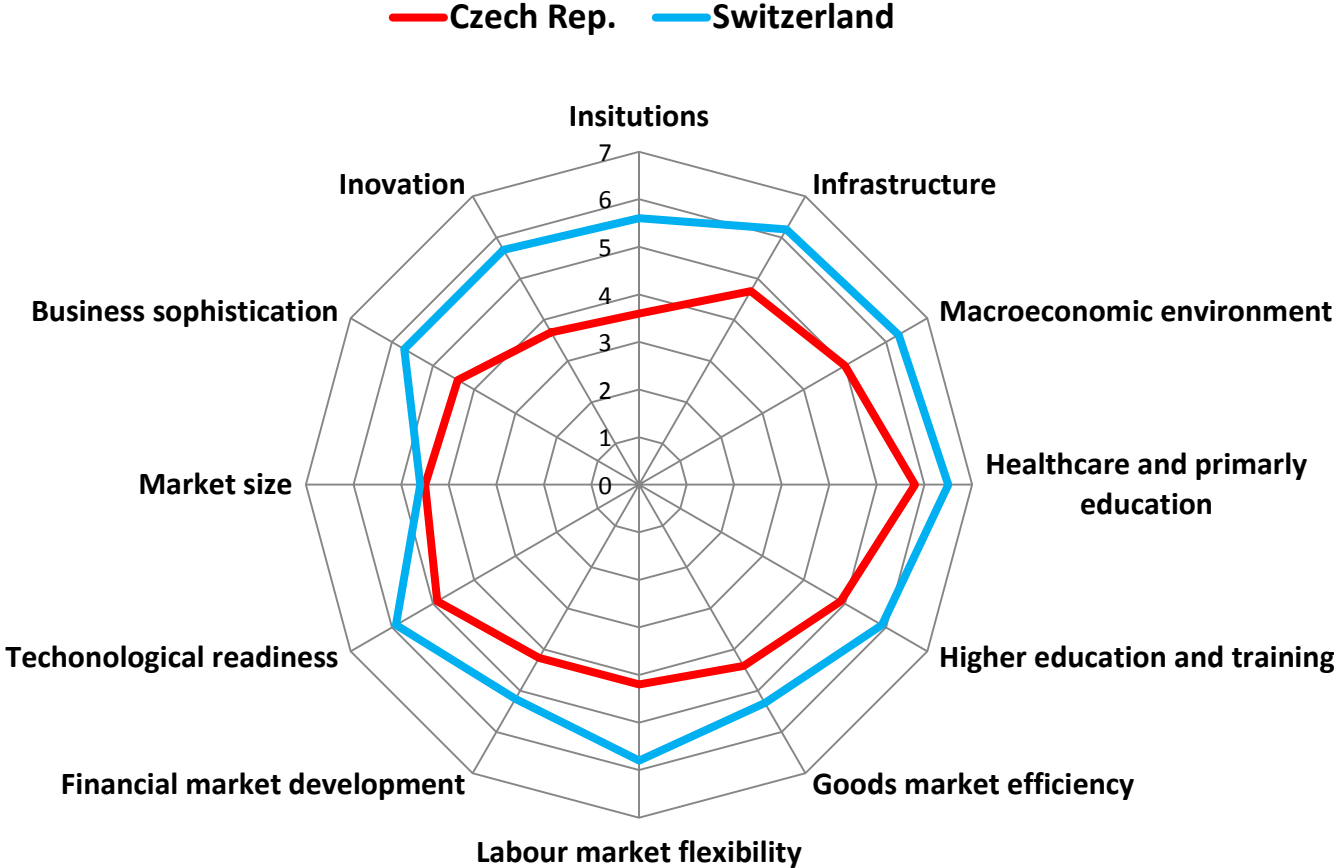 Czech Rep. Switzerland
Insitutions
Infrastructure
Macroeconomic environment
Healthcare and primarly
education
Higher education and training
Goods market efficiency
Labour market flexibility
Financial market development
Techonological readiness
Market size
Business sophistication
Inovation
7
6
5
4
3
2
1
0